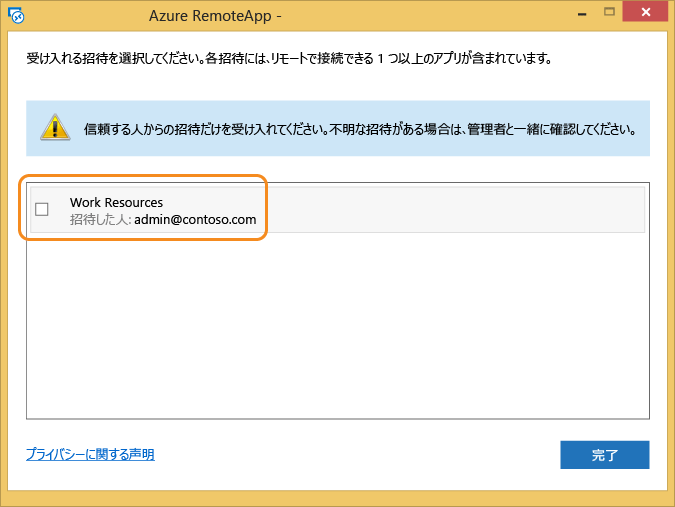 Azure RemoteApp -
受け入れる招待を選択してください。各招待には、リモートで接続できる 1 つ以上のアプリが含まれています。
信頼する人からの招待だけを受け入れてください。不明な招待がある場合は、管理者と一緒に確認してください。
Work Resources
招待した人: admin@contoso.com
プライバシーに関する声明
完了